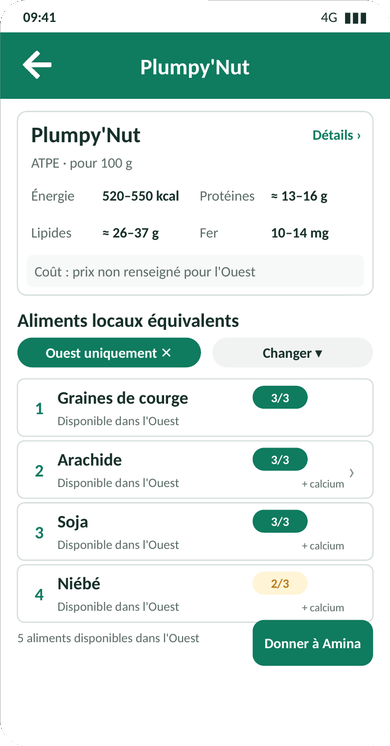 09:41 4G
Plumpy'Nut
Plumpy'Nut Détails ›
ATPE · pour 100 g
Énergie 520–550 kcal Protéines ≈ 13–16 g
Lipides ≈ 26–37 g Fer 10–14 mg
Coût : prix non renseigné pour l'Ouest
Aliments locaux équivalents
Ouest uniquement ✕ Changer ▾
1 Graines de courge 3/3
Disponible dans l'Ouest
2 Arachide 3/3 ›
Disponible dans l'Ouest + calcium
3 Soja 3/3
Disponible dans l'Ouest + calcium
4 Niébé 2/3
Disponible dans l'Ouest + calcium
5 aliments disponibles dans l'Ouest Donner à Amina